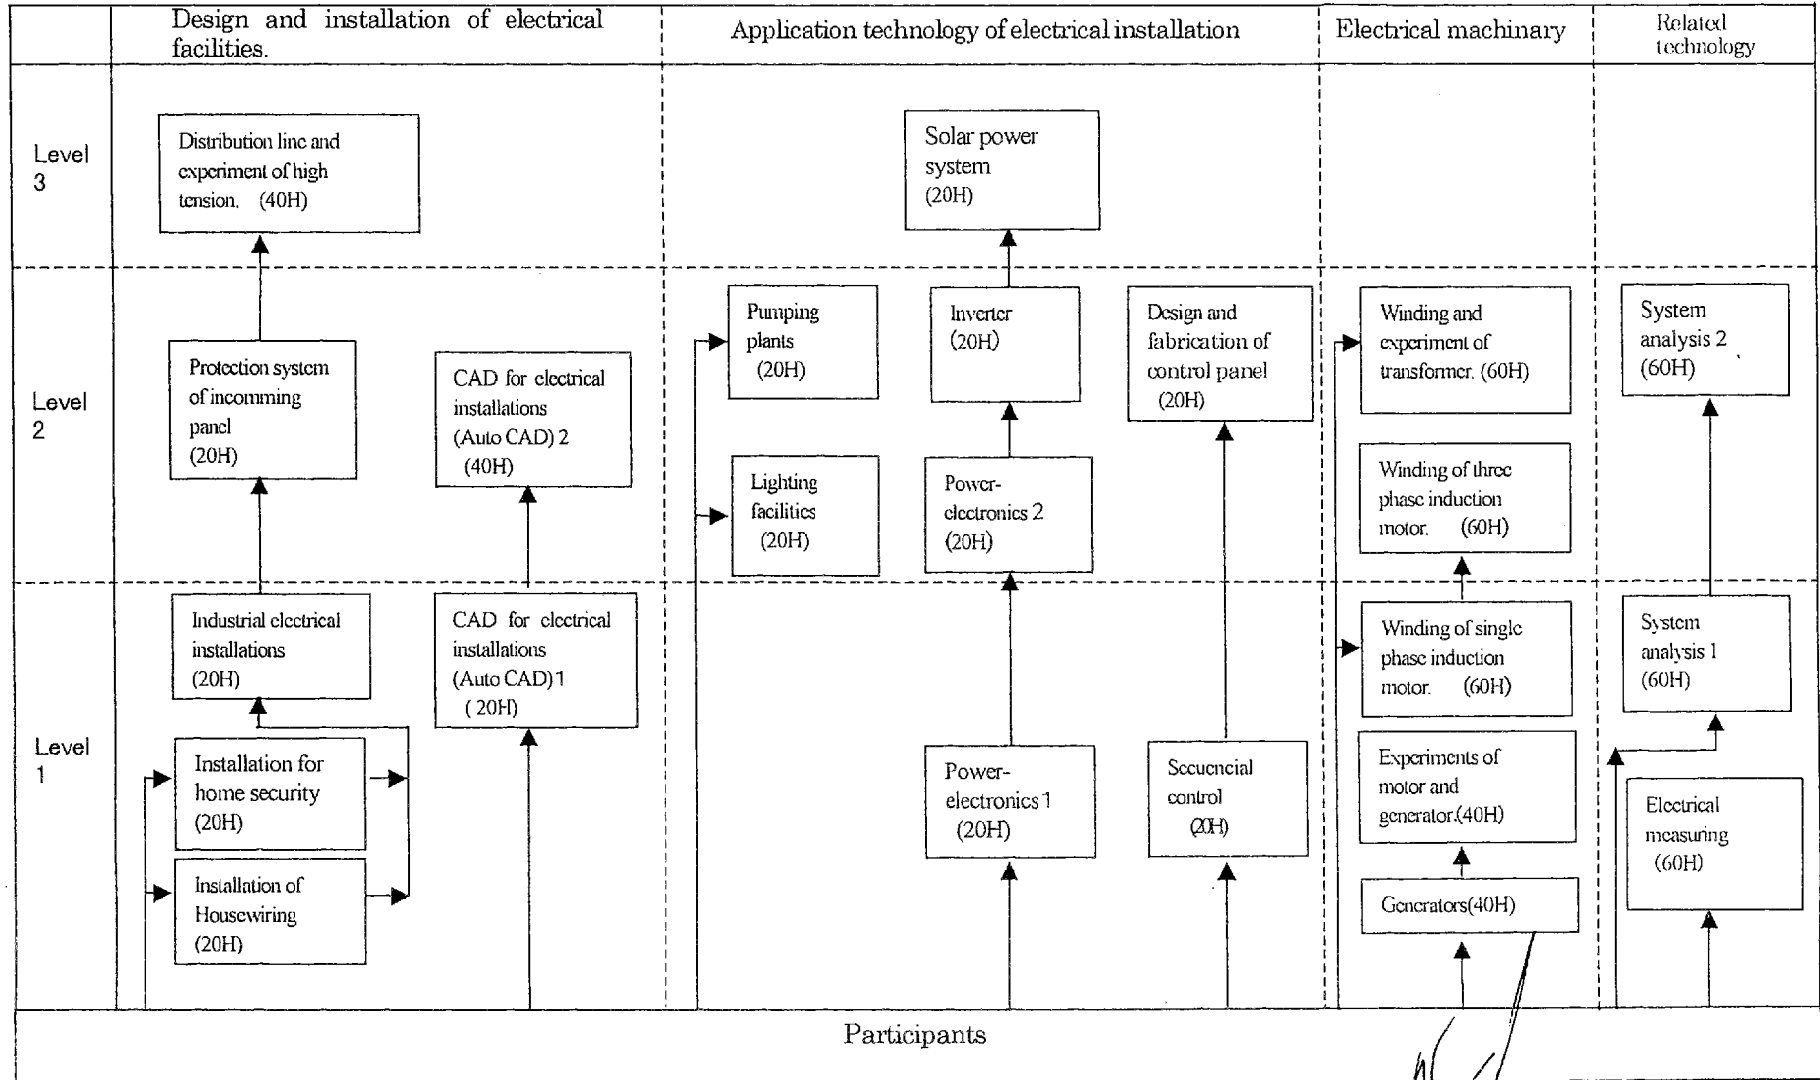 Design and installation of electrical
facilities.
Application technology of electrical installation
Electrical machinary
Related
technology
Level
3
Distribution line and
experiment of high
tension. (40H)
Solar power
system
(20H)
Level
2
Protection system
of incomming
panel
(20H)
CAD for electrical
installations
(Auto CAD) 2
(40H)
Pumping
plants
(20H)
Lighting
facilities
(20H)
Inverter
(20H)
Power-
electronics 2
(20H)
Design and
fabrication of
control panel
(20H)
Winding and
experiment of
transformer. (60H)
Winding of three
phase induction
motor. (60H)
System
analysis 2
(60H)
Level
1
Industrial electrical
installations
(20H)
CAD for electrical
installations
(Auto CAD) 1
(20H)
Installation for
home security
(20H)
Installation of
Housewiring
(20H)
Power-
electronics 1
(20H)
Secuencial
control
(20H)
Winding of single
phase induction
motor. (60H)
Experiments of
motor and
generator.(40H)
Generators(40H)
System
analysis 1
(60H)
Electrical
measuring
(60H)
Participants